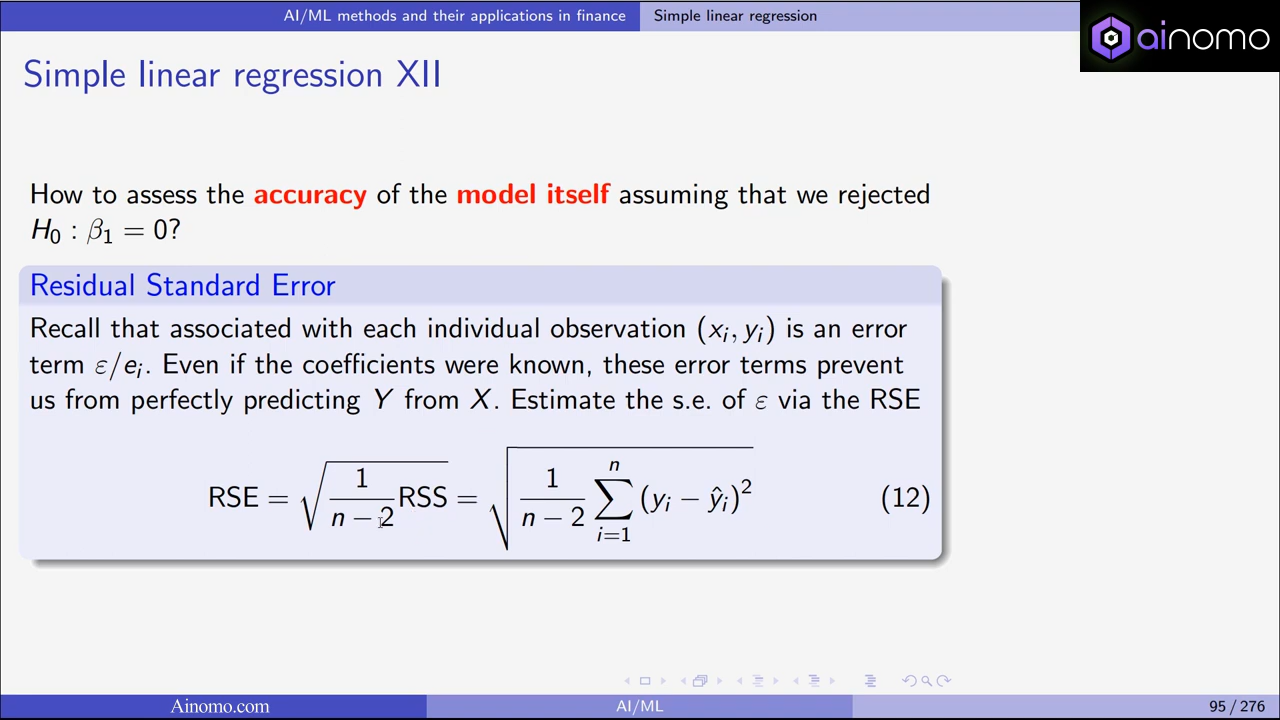 AI/ML methods and their applications in finance Simple linear regression
ainomo
Simple linear regression XII
How to assess the accuracy of the model itself assuming that we rejected
H₀ : β₁ = 0?
Residual Standard Error
Recall that associated with each individual observation (xᵢ, yᵢ) is an error
term ε/eᵢ. Even if the coefficients were known, these error terms prevent
us from perfectly predicting Y from X. Estimate the s.e. of ε via the RSE
RSE = √(1/(n − 2) RSS) = √(1/(n − 2) ∑ᵢ₌₁ⁿ (yᵢ − ŷᵢ)²) (12)
Ainomo.com AI/ML 95 / 276